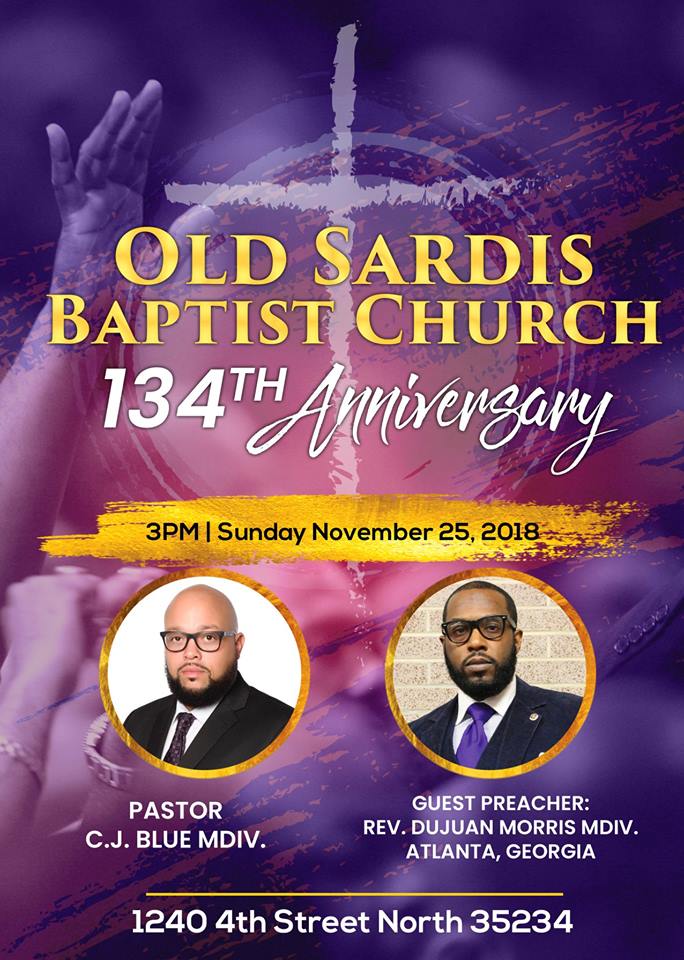 OLD SARDIS
BAPTIST CHURCH
134TH Anniversary
3PM | Sunday November 25, 2018
PASTOR
C.J. BLUE MDIV.
GUEST PREACHER:
REV. DUJUAN MORRIS MDIV.
ATLANTA, GEORGIA
1240 4th Street North 35234